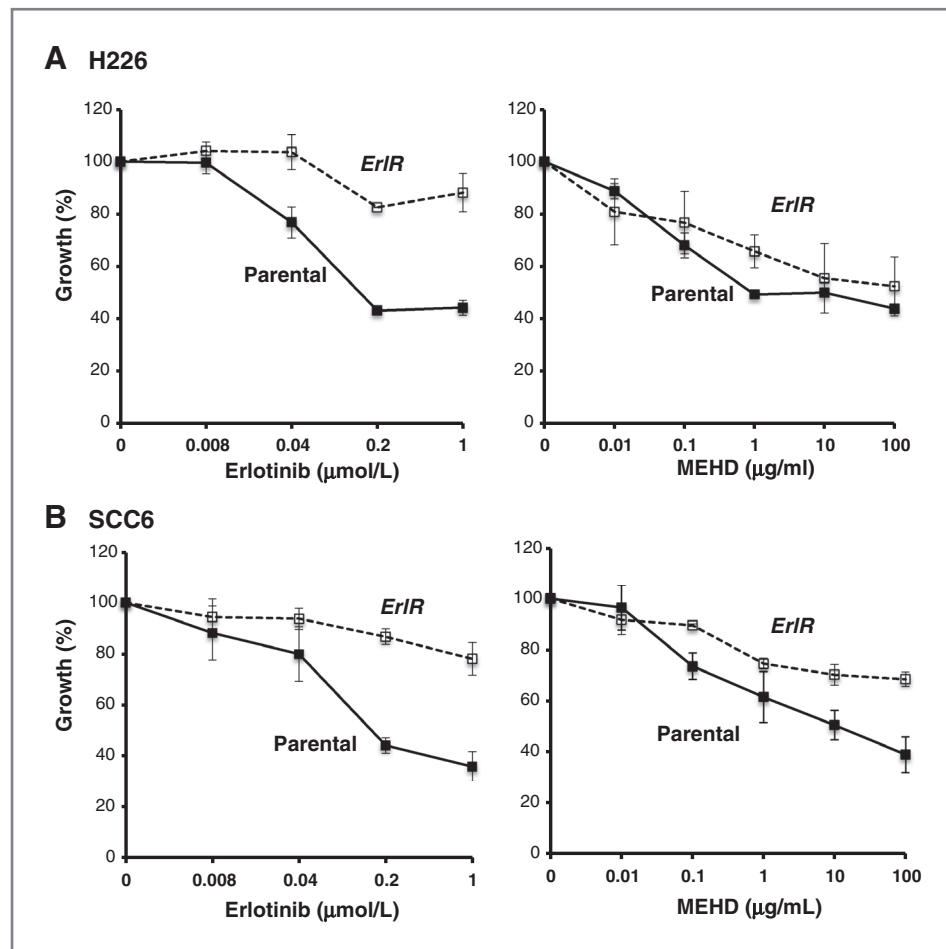 A H226
120
100
80
60
40
20
0
Growth (%)
ErlR
Parental
0 0.008 0.04 0.2 1
Erlotinib (μmol/L)
120
100
80
60
40
20
0
ErlR
Parental
0 0.01 0.1 1 10 100
MEHD (μg/ml)
B SCC6
120
100
80
60
40
20
0
Growth (%)
ErlR
Parental
0 0.008 0.04 0.2 1
Erlotinib (μmol/L)
120
100
80
60
40
20
0
ErlR
Parental
0 0.01 0.1 1 10 100
MEHD (μg/mL)